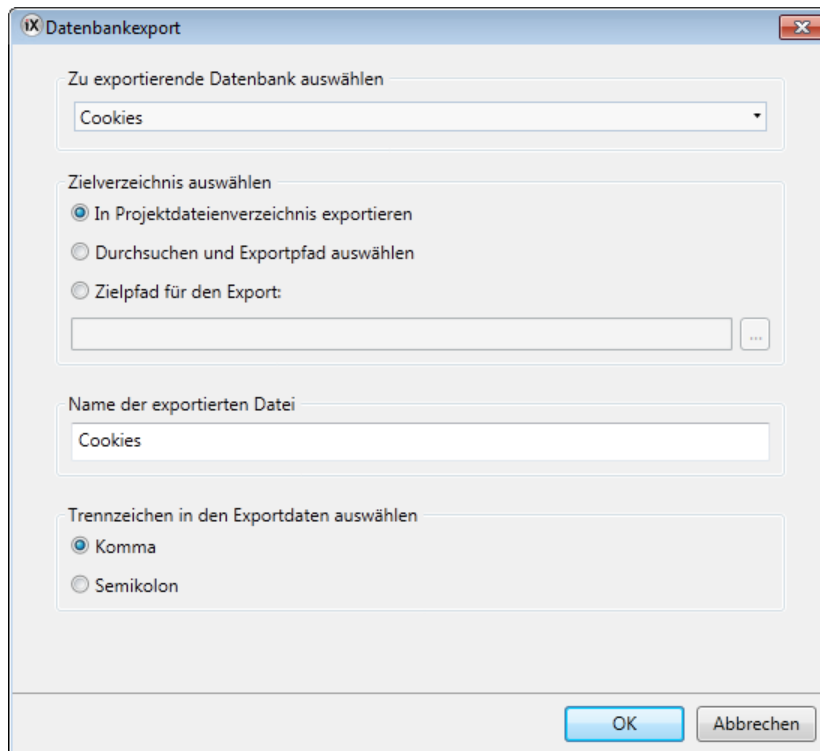 iX Datenbankexport
Zu exportierende Datenbank auswählen
Cookies
Zielverzeichnis auswählen
In Projektdateienverzeichnis exportieren
Durchsuchen und Exportpfad auswählen
Zielpfad für den Export:
...
Name der exportierten Datei
Cookies
Trennzeichen in den Exportdaten auswählen
Komma
Semikolon
OK Abbrechen